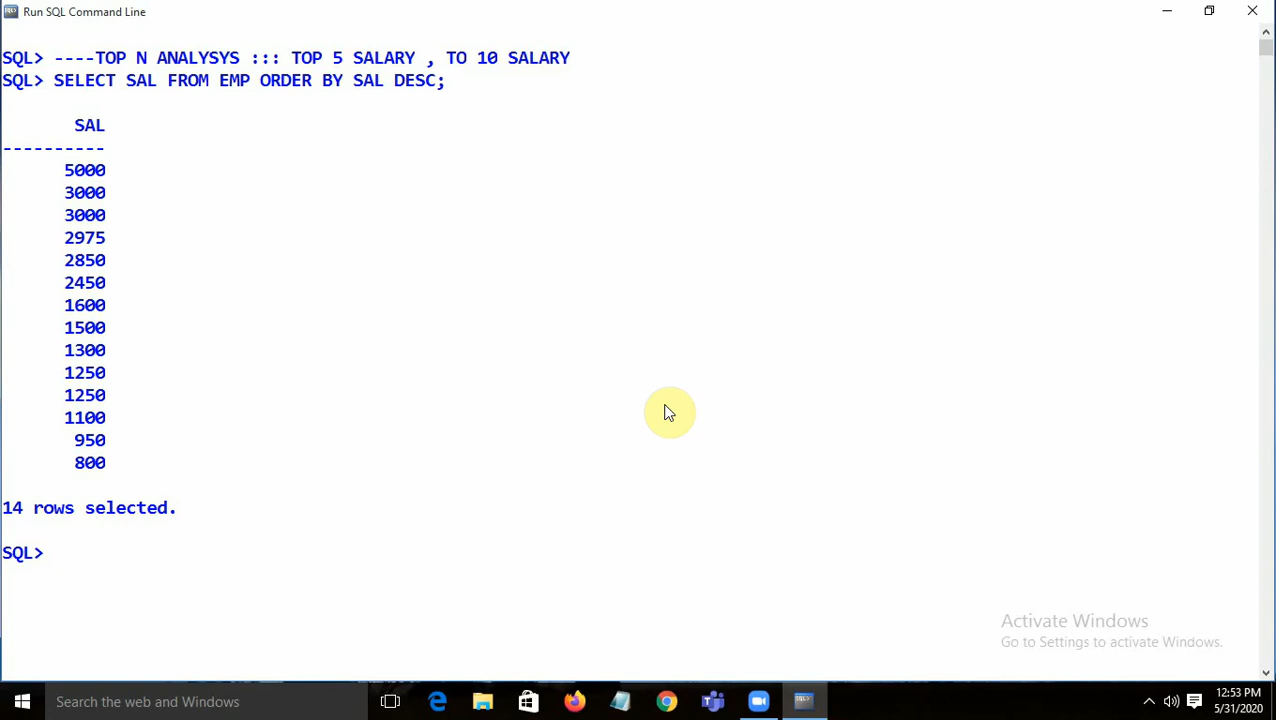 Run SQL Command Line
SQL> ----TOP N ANALYSYS ::: TOP 5 SALARY , TO 10 SALARY
SQL> SELECT SAL FROM EMP ORDER BY SAL DESC;
SAL
----------
5000
3000
3000
2975
2850
2450
1600
1500
1300
1250
1250
1100
950
800
14 rows selected.
SQL>
Activate Windows
Go to Settings to activate Windows.
Search the web and Windows
12:53 PM
5/31/2020